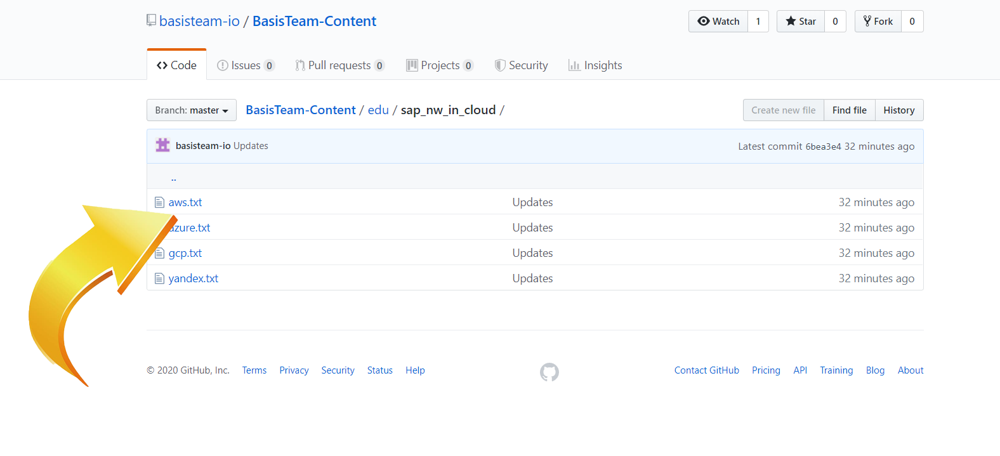 basisteam-io / BasisTeam-Content
Watch 1 Star 0 Fork 0
Code Issues 0 Pull requests 0 Projects 0 Security Insights
Branch: master BasisTeam-Content / edu / sap_nw_in_cloud / Create new file Find file History
basisteam-io Updates Latest commit 6bea3e4 32 minutes ago
..
aws.txt Updates 32 minutes ago
azure.txt Updates 32 minutes ago
gcp.txt Updates 32 minutes ago
yandex.txt Updates 32 minutes ago
© 2020 GitHub, Inc. Terms Privacy Security Status Help Contact GitHub Pricing API Training Blog About